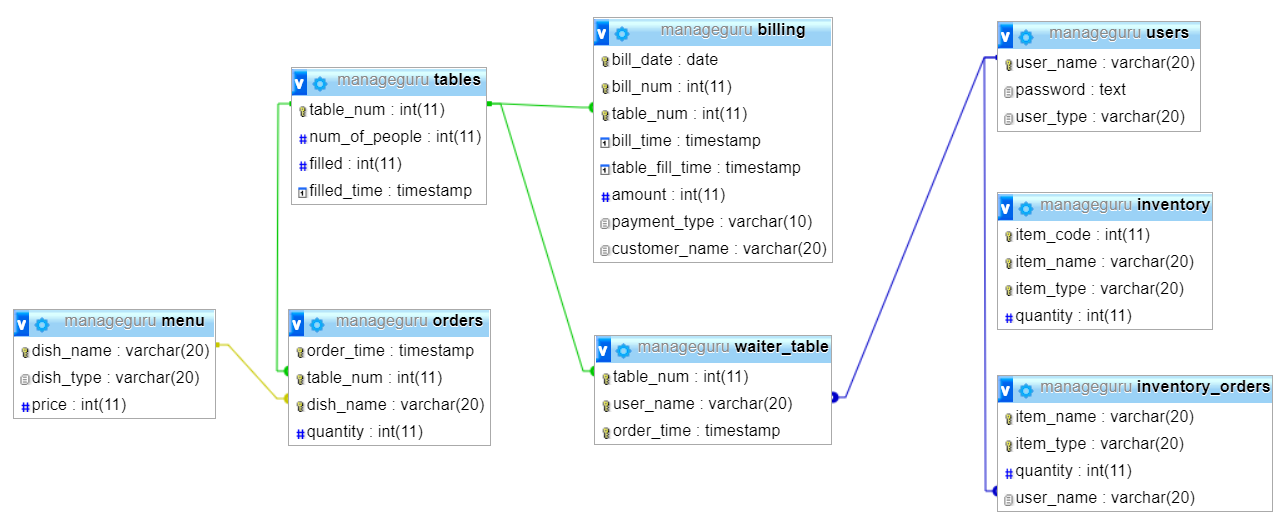 v manageguru tables
table_num : int(11)
# num_of_people : int(11)
# filled : int(11)
filled_time : timestamp
v manageguru billing
bill_date : date
bill_num : int(11)
table_num : int(11)
bill_time : timestamp
table_fill_time : timestamp
# amount : int(11)
payment_type : varchar(10)
customer_name : varchar(20)
v manageguru users
user_name : varchar(20)
password : text
user_type : varchar(20)
v manageguru inventory
item_code : int(11)
item_name : varchar(20)
item_type : varchar(20)
# quantity : int(11)
v manageguru menu
dish_name : varchar(20)
dish_type : varchar(20)
# price : int(11)
v manageguru orders
order_time : timestamp
table_num : int(11)
dish_name : varchar(20)
# quantity : int(11)
v manageguru waiter_table
table_num : int(11)
user_name : varchar(20)
order_time : timestamp
v manageguru inventory_orders
item_name : varchar(20)
item_type : varchar(20)
# quantity : int(11)
user_name : varchar(20)